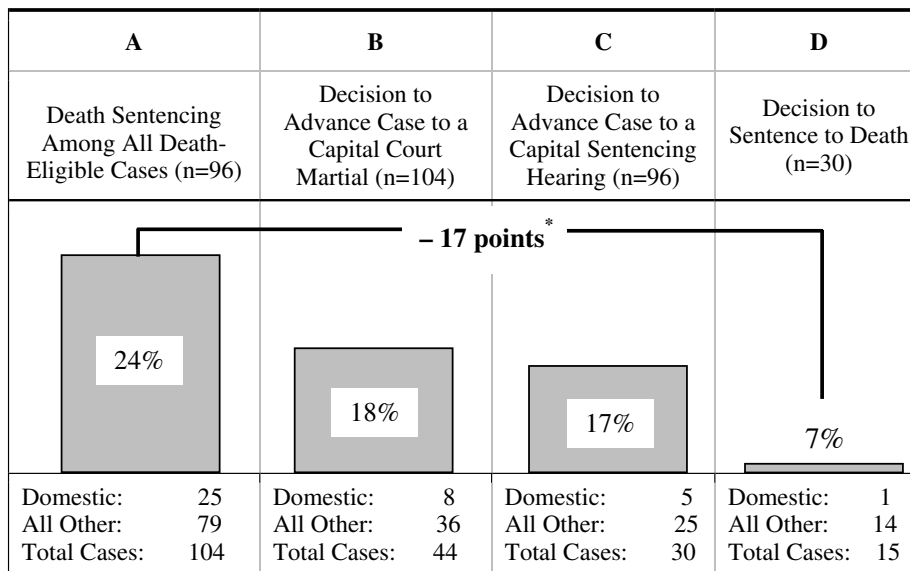 A B C D
Death Sentencing
Among All Death-
Eligible Cases (n=96)
Decision to
Advance Case to a
Capital Court
Martial (n=104)
Decision to
Advance Case to a
Capital Sentencing
Hearing (n=96)
Decision to
Sentence to Death
(n=30)
– 17 points*
24%
18%
17%
7%
Domestic: 25
All Other: 79
Total Cases: 104
Domestic: 8
All Other: 36
Total Cases: 44
Domestic: 5
All Other: 25
Total Cases: 30
Domestic: 1
All Other: 14
Total Cases: 15